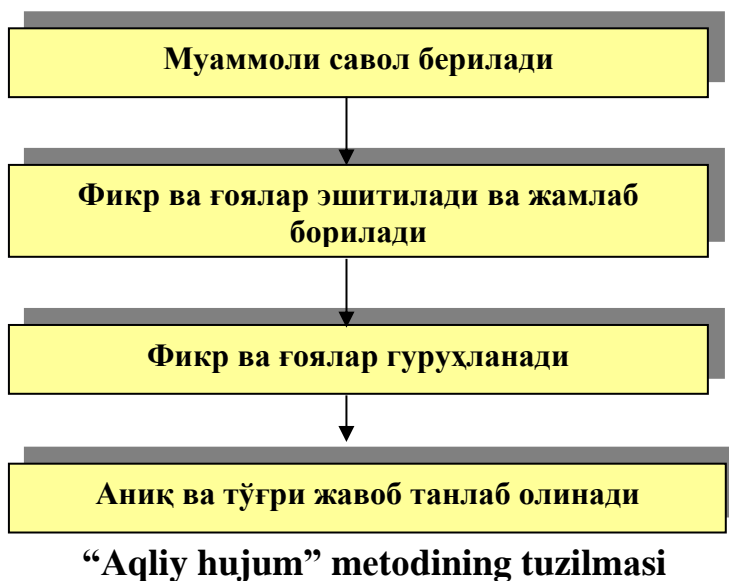 Муаммоли савол берилади
Фикр ва ғоялар эшитилади ва жамлаб
борилади
Фикр ва ғоялар гуруҳланади
Аниқ ва тўғри жавоб танлаб олинади
“Aqliy hujum” metodining tuzilmasi